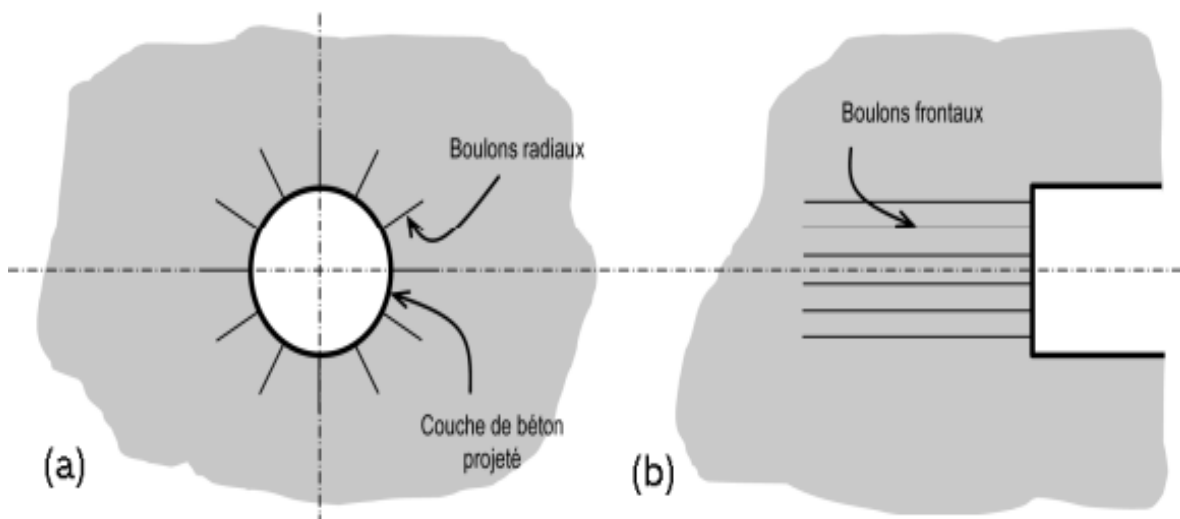 Boulons radiaux
Couche de béton
projeté
(a)
Boulons frontaux
(b)